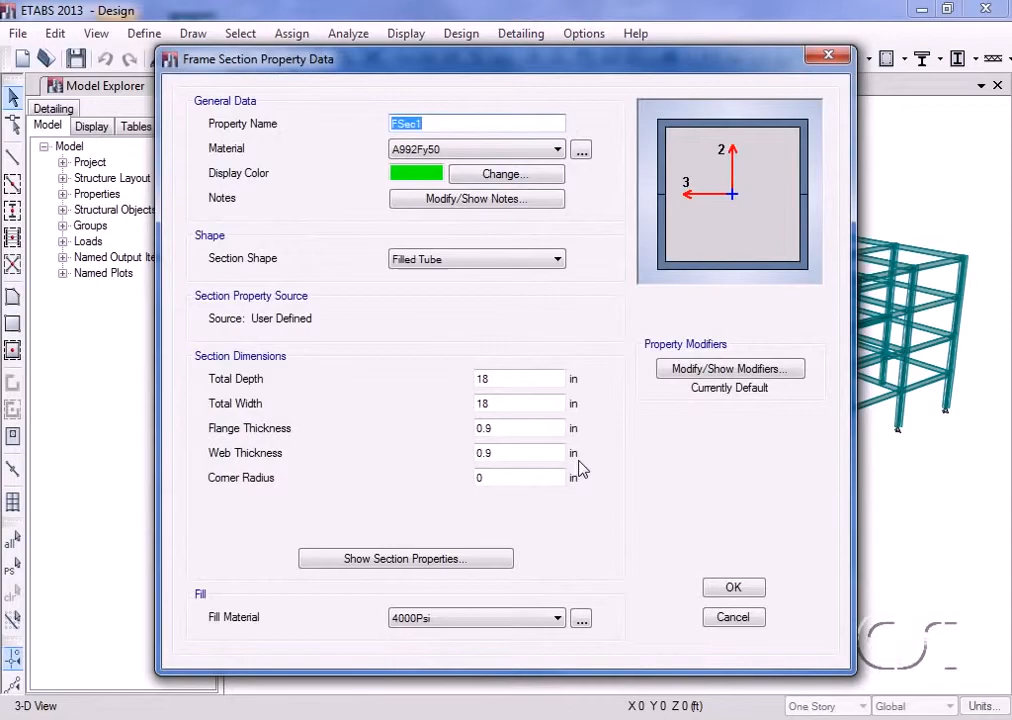 ETABS 2013 - Design
File Edit View Define Draw Select Assign Analyze Display Design Detailing Options Help
Frame Section Property Data
Model Explorer
Detailing
Model Display Tables
Model
Project
Structure Layout
Properties
Structural Objects
Groups
Loads
Named Output Ite
Named Plots
all
PS
clr
General Data
Property Name FSec1
Material A992Fy50 ...
Display Color Change...
Notes Modify/Show Notes...
Shape
Section Shape Filled Tube
Section Property Source
Source: User Defined
Section Dimensions
Total Depth 18 in
Total Width 18 in
Flange Thickness 0.9 in
Web Thickness 0.9 in
Corner Radius 0 in
Show Section Properties...
Fill
Fill Material 4000Psi ...
2
3
Property Modifiers
Modify/Show Modifiers...
Currently Default
OK
Cancel
CSI
3-D View
X 0 Y 0 Z 0 (ft)
One Story
Global
Units...